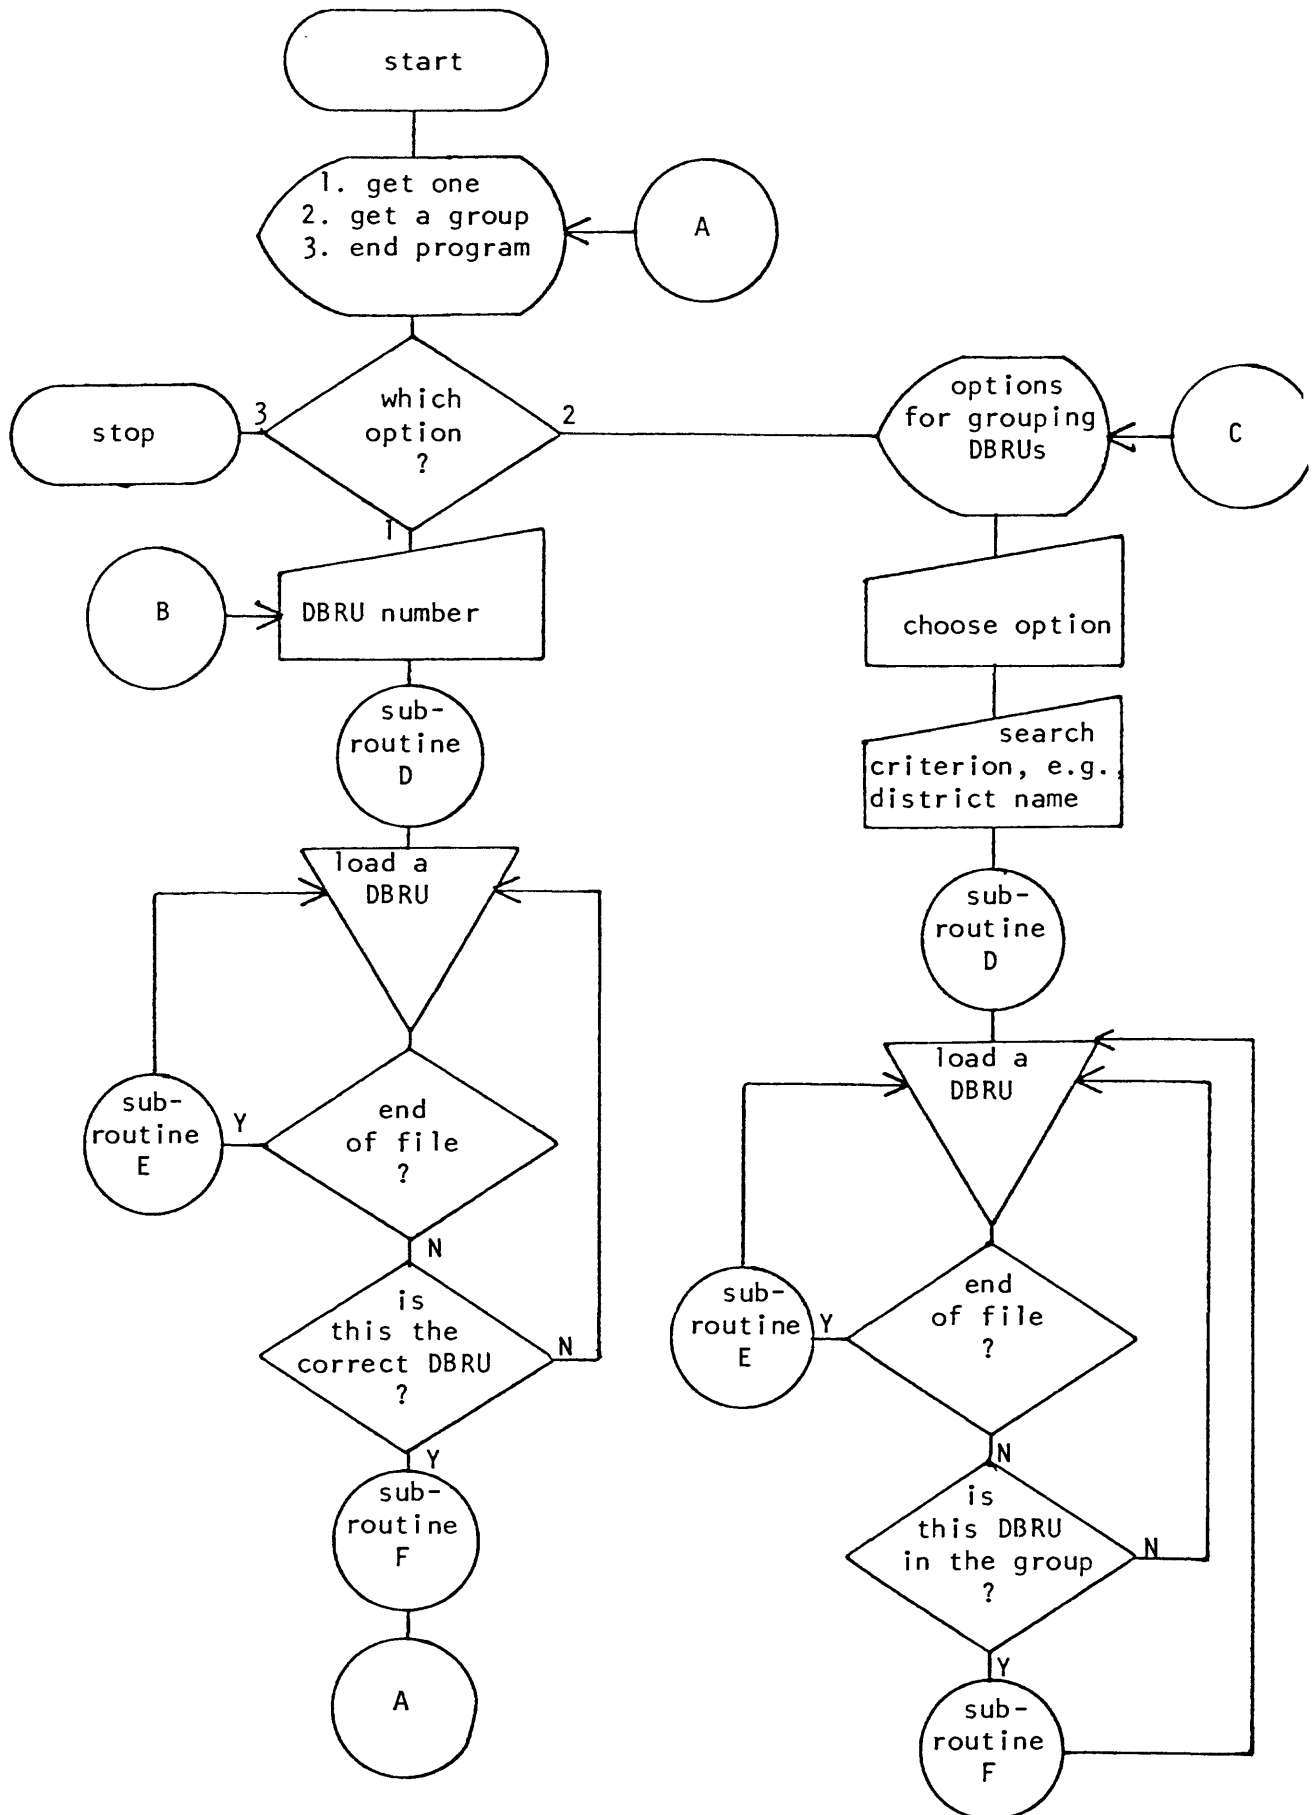 start
1. get one
2. get a group
3. end program
A
which
option
?
3
2
1
stop
options
for grouping
DBRUs
C
B
DBRU number
choose option
sub-
routine
D
search
criterion, e.g.,
district name
load a
DBRU
sub-
routine
D
end
of file
?
Y
N
sub-
routine
E
load a
DBRU
is
this the
correct DBRU
?
N
Y
end
of file
?
Y
N
sub-
routine
E
sub-
routine
F
is
this DBRU
in the group
?
N
Y
A
sub-
routine
F